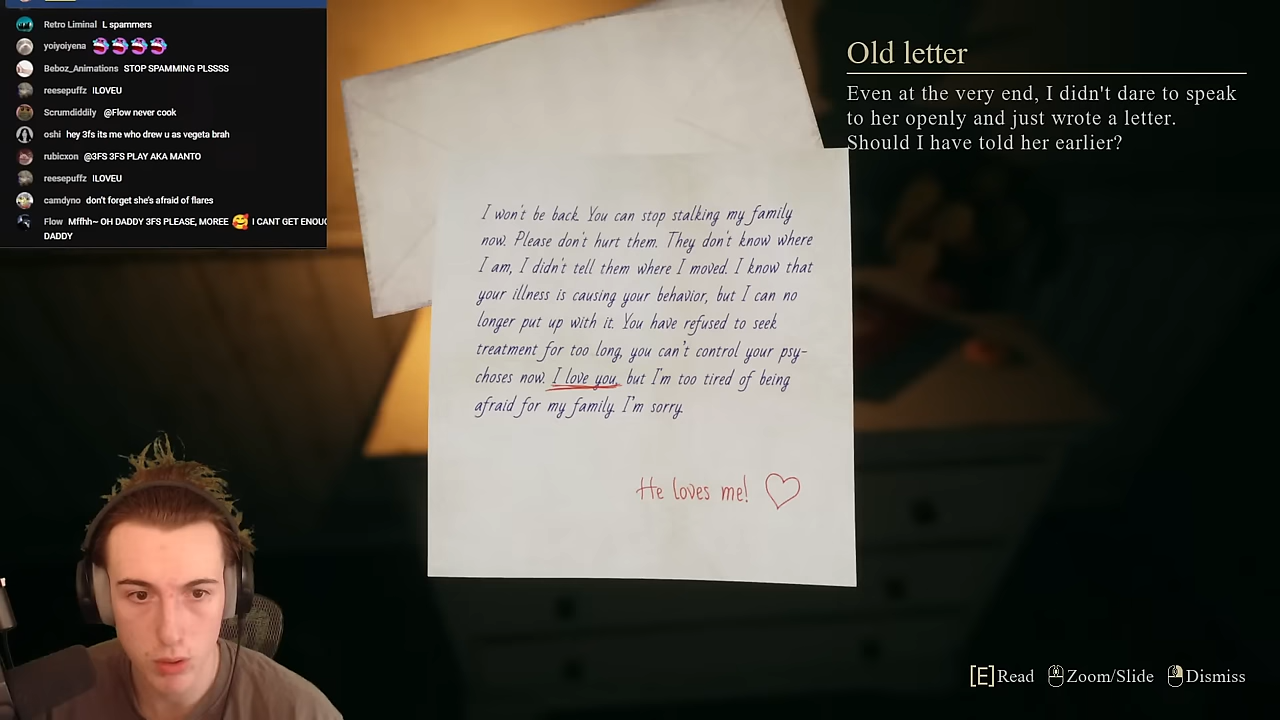 Retro Liminal L spammers
yoiyoiyena
Beboz_Animations STOP SPAMMING PLSSSS
reesepuffz !LOVEU
Scrumdiddily @Flow never cook
oshi hey 3fs its me who drew u as vegeta brah
rubicxon @3FS 3FS PLAY AKA MANTO
reesepuffz !LOVEU
camdyno don't forget she's afraid of flares
Flow Mffhh~ OH DADDY 3FS PLEASE, MOREE I CANT GET ENOUG
DADDY
Old letter
Even at the very end, I didn't dare to speak
to her openly and just wrote a letter.
Should I have told her earlier?
I won't be back. You can stop stalking my family
now. Please don't hurt them. They don't know where
I am, I didn't tell them where I moved. I know that
your illness is causing your behavior, but I can no
longer put up with it. You have refused to seek
treatment for too long, you can't control your psy-
choses now. I love you, but I'm too tired of being
afraid for my family. I'm sorry.
He loves me!
[E]Read Zoom/Slide Dismiss